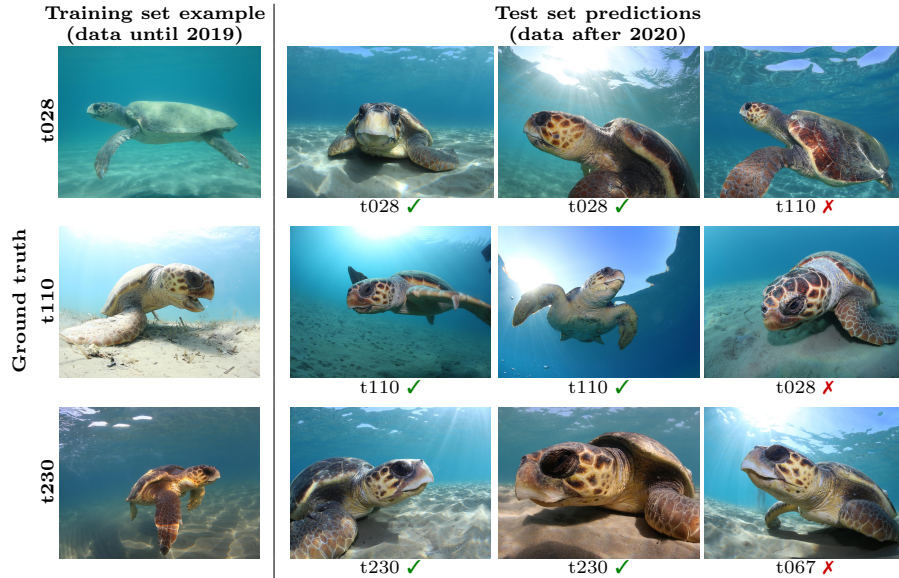 Training set example
(data until 2019)
Test set predictions
(data after 2020)
Ground truth
t028
t028 ✓
t028 ✓
t110 ✗
t110
t110 ✓
t110 ✓
t028 ✗
t230
t230 ✓
t230 ✓
t067 ✗